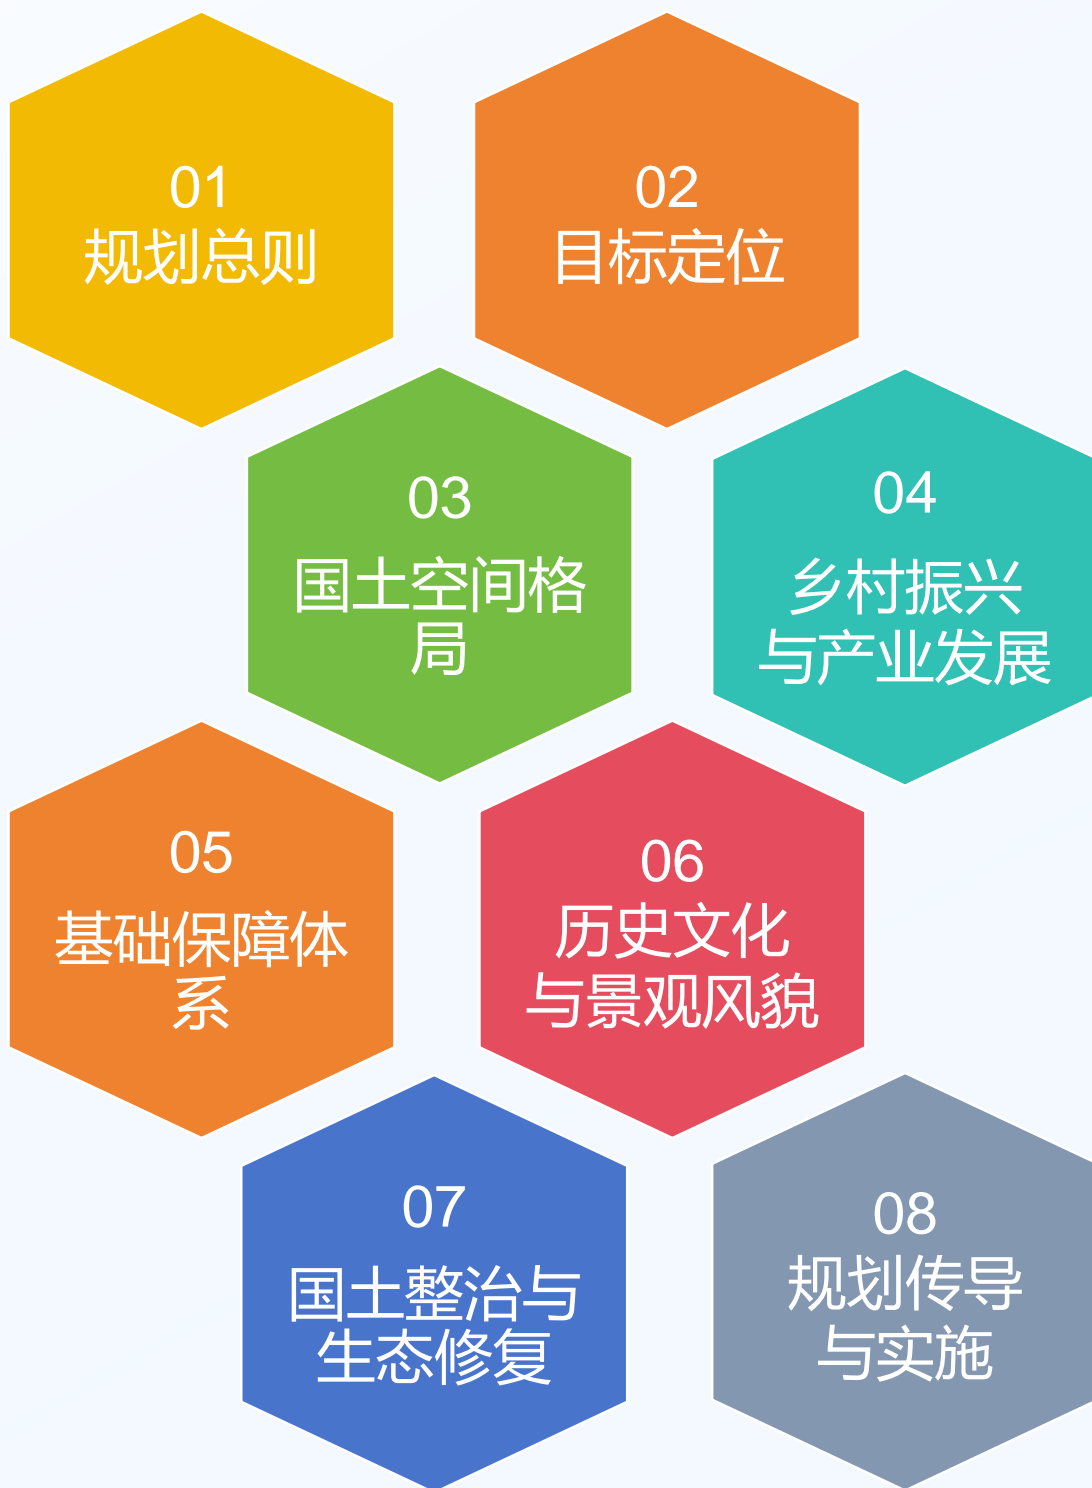 01
规划总则
02
目标定位
03
国土空间格
局
04
乡村振兴
与产业发展
05
基础保障体
系
06
历史文化
与景观风貌
07
国土整治与
生态修复
08
规划传导
与实施